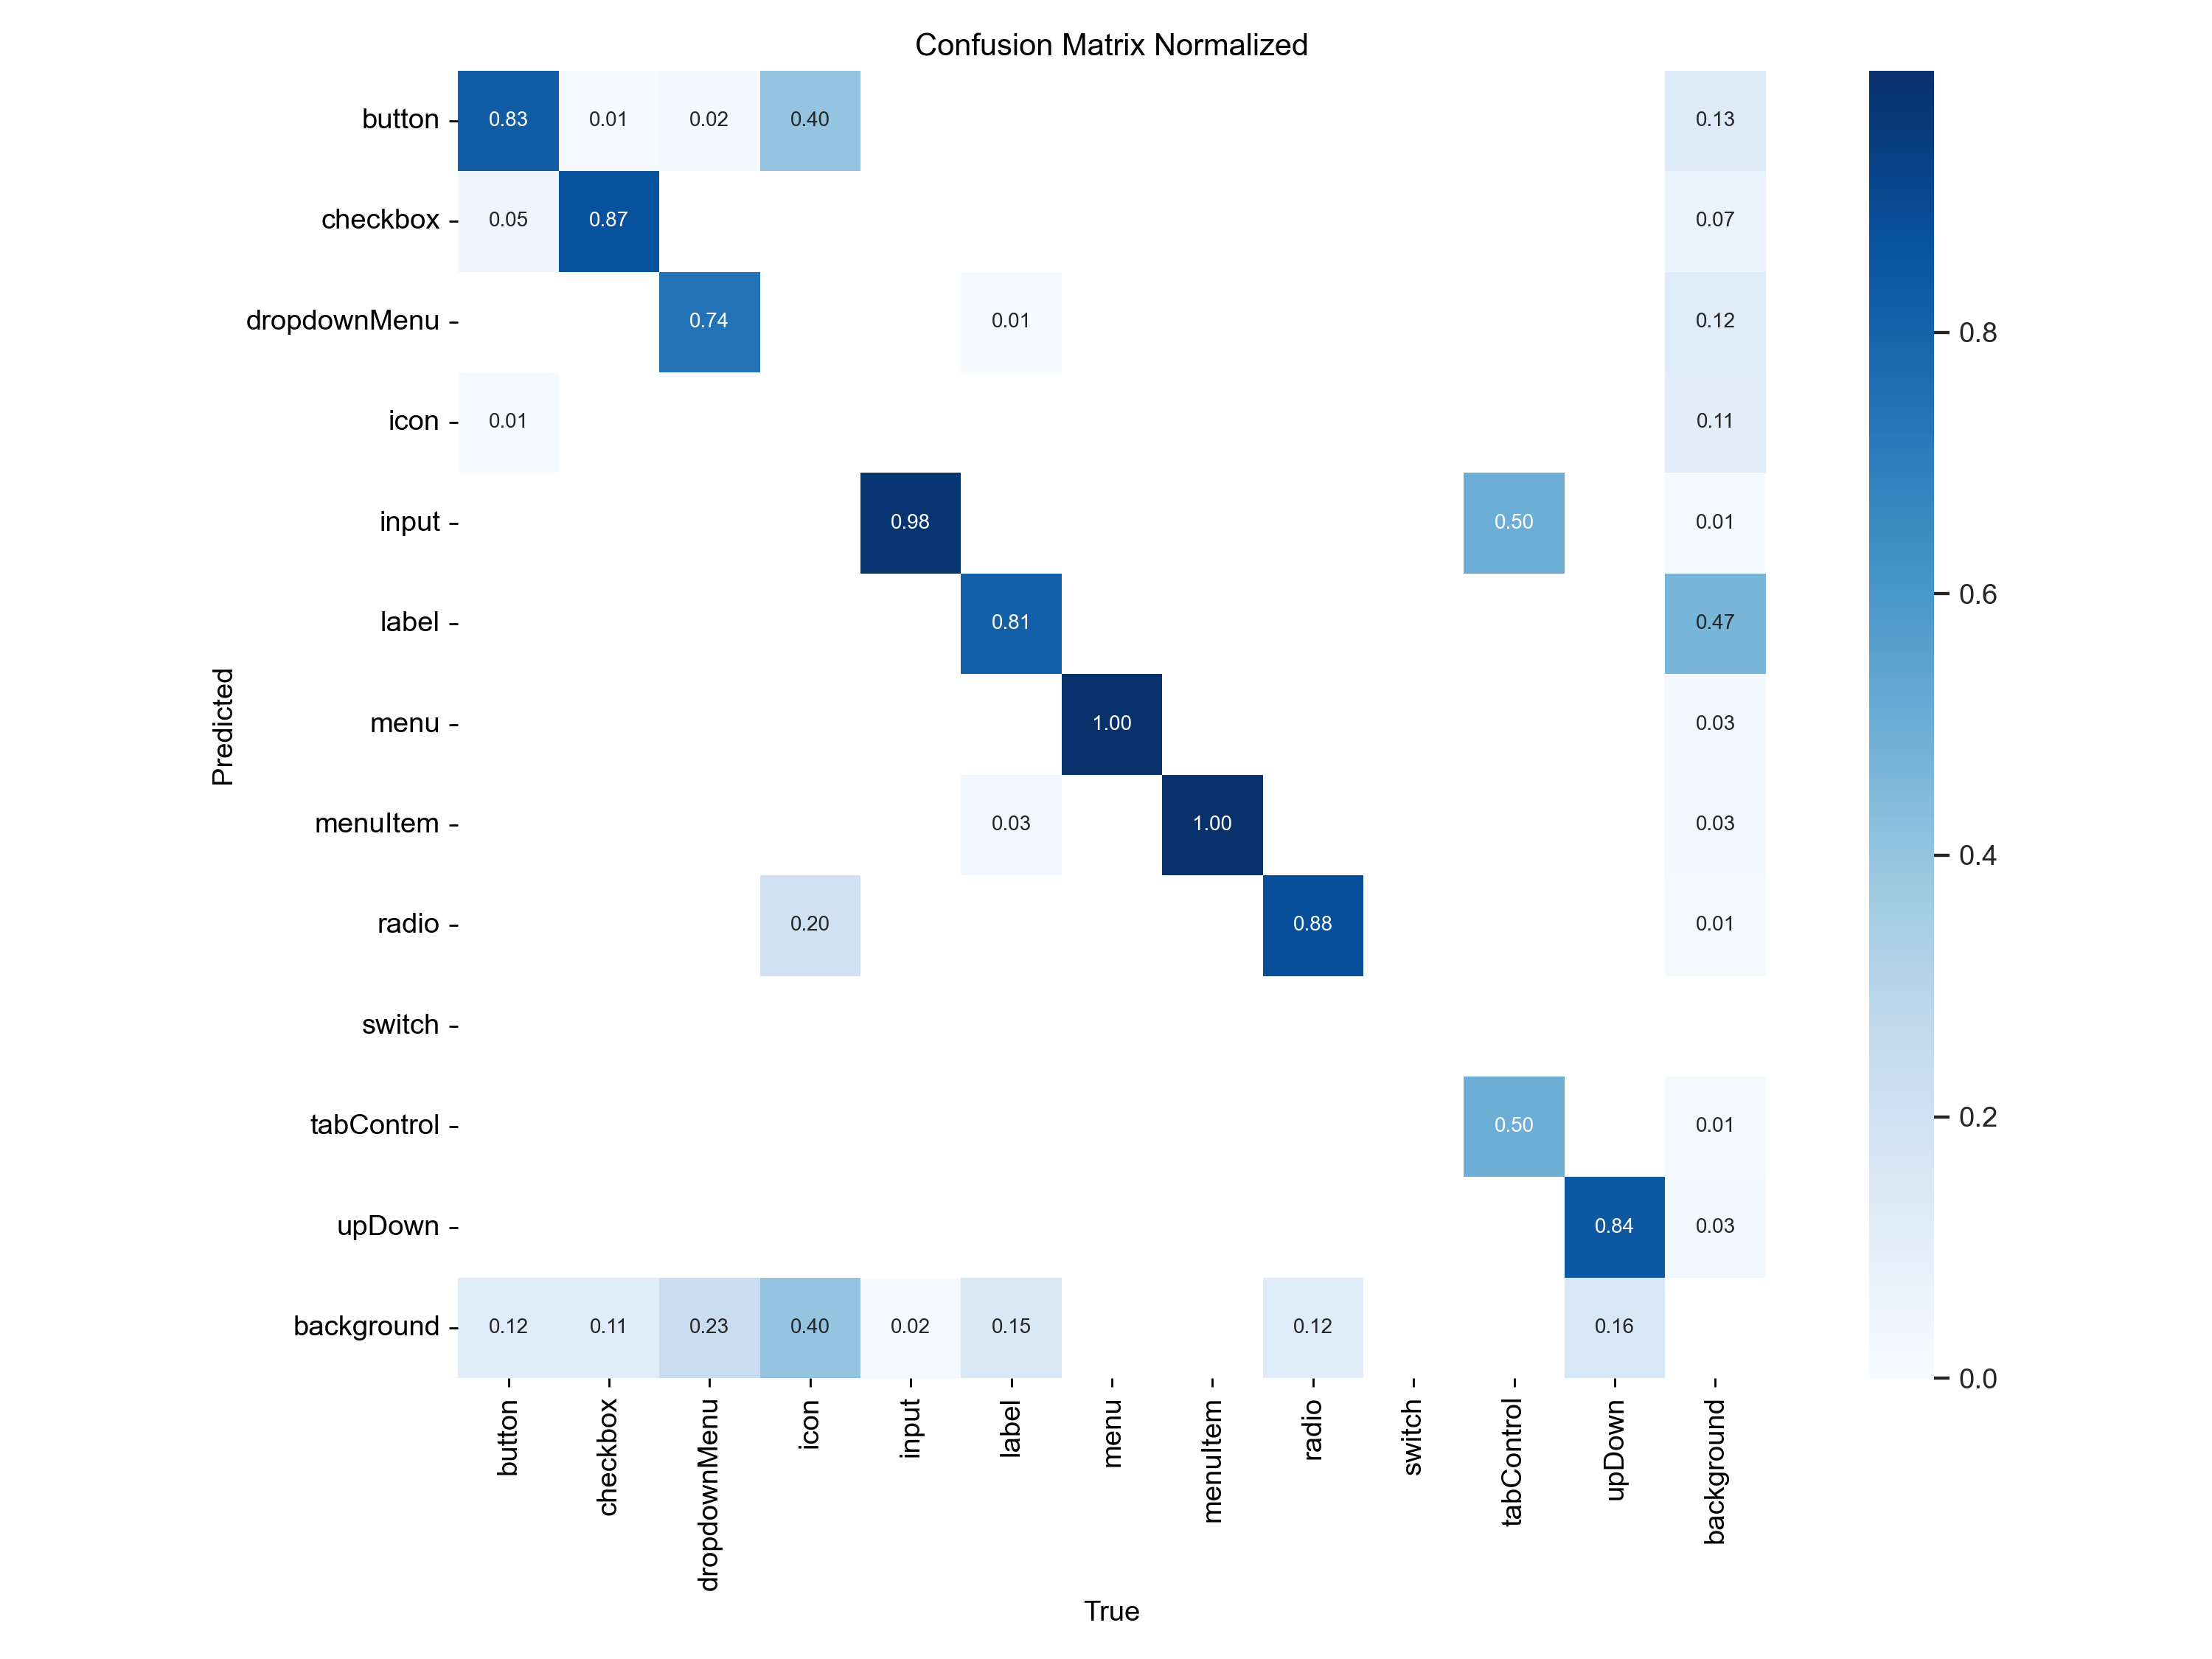 Confusion Matrix Normalized
button 0.83 0.01 0.02 0.40 0.13
checkbox 0.05 0.87 0.07
dropdownMenu 0.74 0.01 0.12
icon 0.01 0.11
input 0.98 0.50 0.01
label 0.81 0.47
menu 1.00 0.03
menuItem 0.03 1.00 0.03
radio 0.20 0.88 0.01
switch
tabControl 0.50 0.01
upDown 0.84 0.03
background 0.12 0.11 0.23 0.40 0.02 0.15 0.12 0.16
Predicted
button checkbox dropdownMenu icon input label menu menuItem radio switch tabControl upDown background
True
0.8
0.6
0.4
0.2
0.0